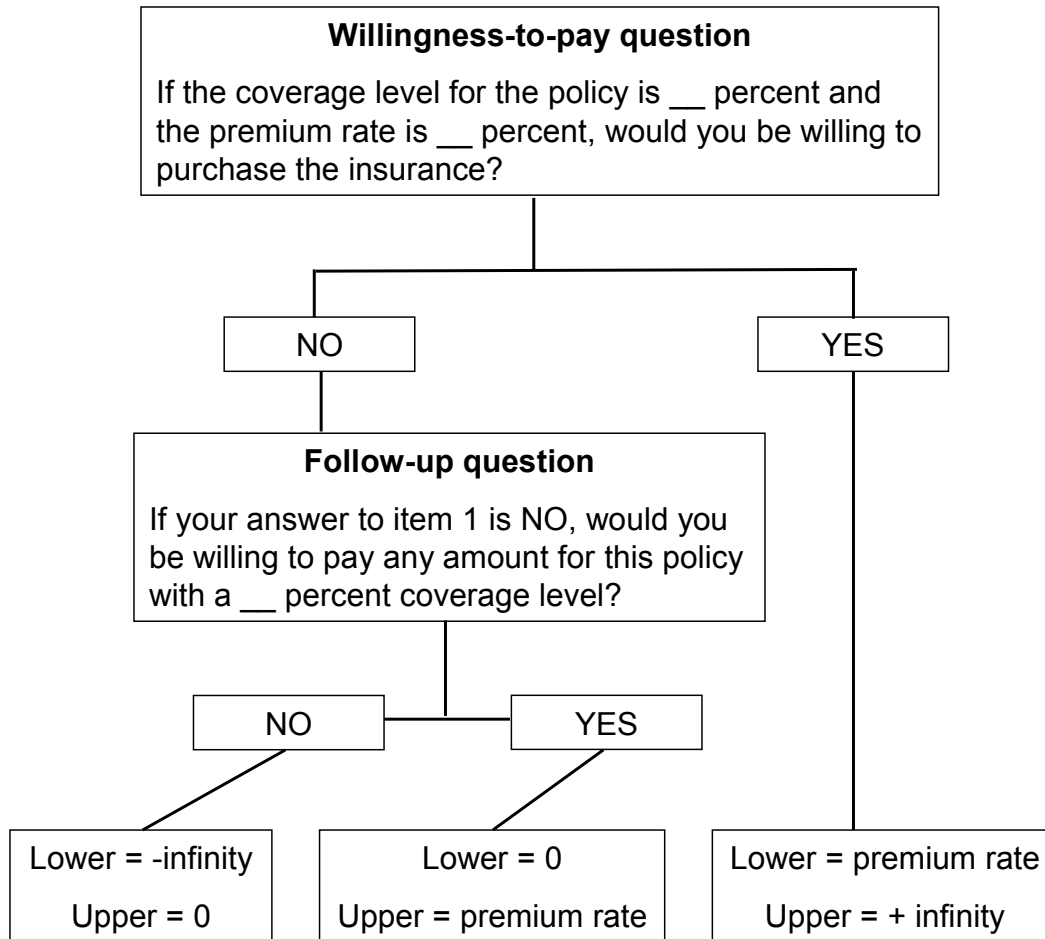 Willingness-to-pay question
If the coverage level for the policy is __ percent and
the premium rate is __ percent, would you be willing to
purchase the insurance?
NO
YES
Follow-up question
If your answer to item 1 is NO, would you
be willing to pay any amount for this policy
with a __ percent coverage level?
NO
YES
Lower = -infinity
Upper = 0
Lower = 0
Upper = premium rate
Lower = premium rate
Upper = + infinity